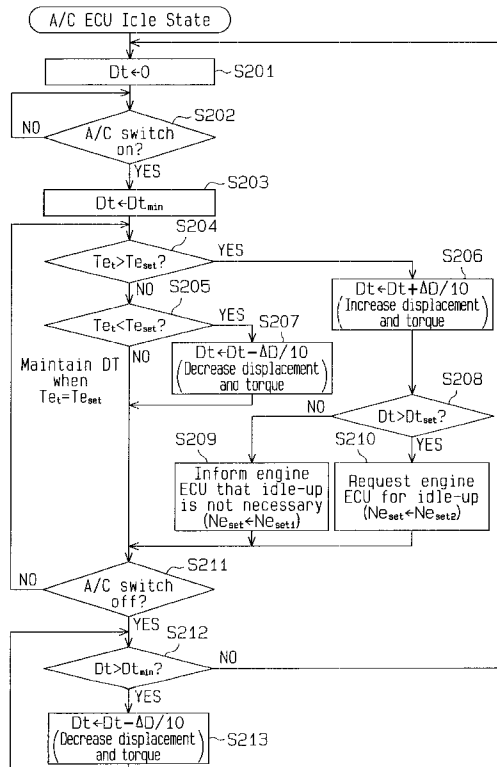 A/C ECU Icle State
Dt←0
S201
S202
NO
A/C switch
on?
YES
S203
Dt←Dtmin
S204
Tet>Teset?
YES
NO
S205
Tet<Teset?
YES
NO
S206
Dt←Dt+ΔD/10
(Increase displacement
and torque)
S207
Dt←Dt-ΔD/10
(Decrease displacement
and torque)
Maintain DT
when
Tet=Teset
S208
NO
Dt>Dtset?
YES
S209
S210
Inform engine
ECU that idle-up
is not necessary
(Neset←Neset1)
Request engine
ECU for idle-up
(Neset←Neset2)
S211
NO
A/C switch
off?
YES
S212
Dt>Dtmin?
NO
YES
Dt←Dt-ΔD/10
(Decrease displacement
and torque)
S213